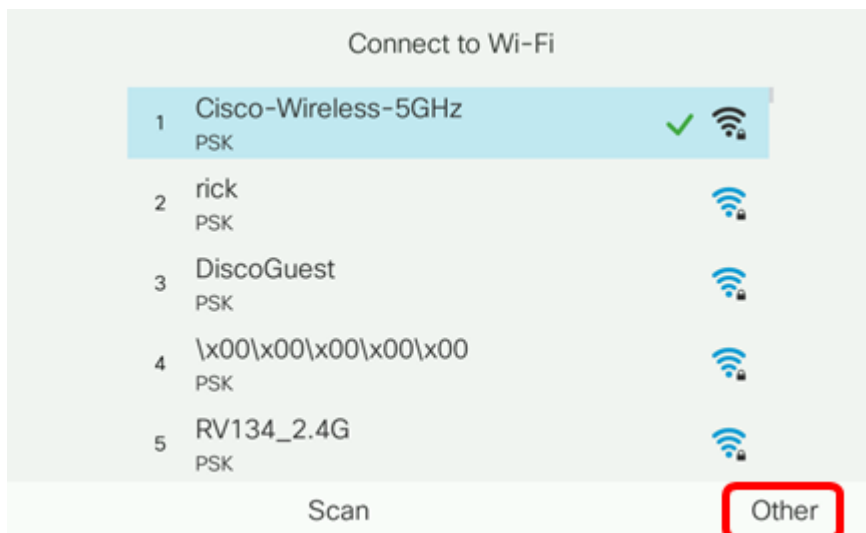 Connect to Wi-Fi
1 Cisco-Wireless-5GHz
PSK
2 rick
PSK
3 DiscoGuest
PSK
4 \x00\x00\x00\x00\x00
PSK
5 RV134_2.4G
PSK
Scan Other